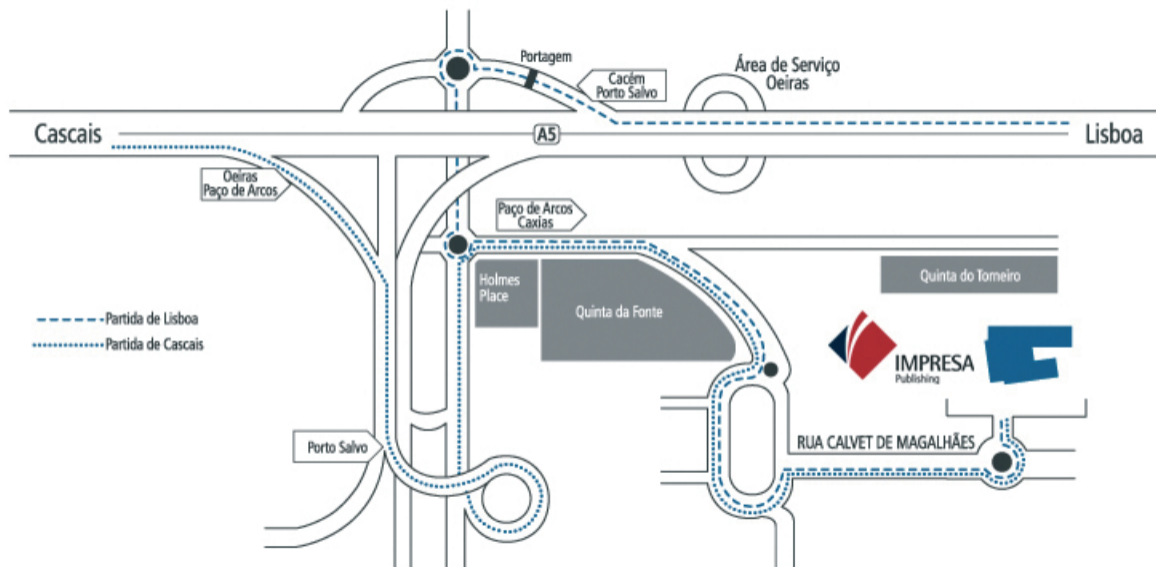 Portagem
Cacém
Porto Salvo
Área de Serviço
Oeiras
Cascais
A5
Lisboa
Oeiras
Paço de Arcos
Paço de Arcos
Caxias
Holmes
Place
Quinta da Fonte
Quinta do Torneiro
Partida de Lisboa
Partida de Cascais
IMPRESA
Publishing
Porto Salvo
RUA CALVET DE MAGALHÃES